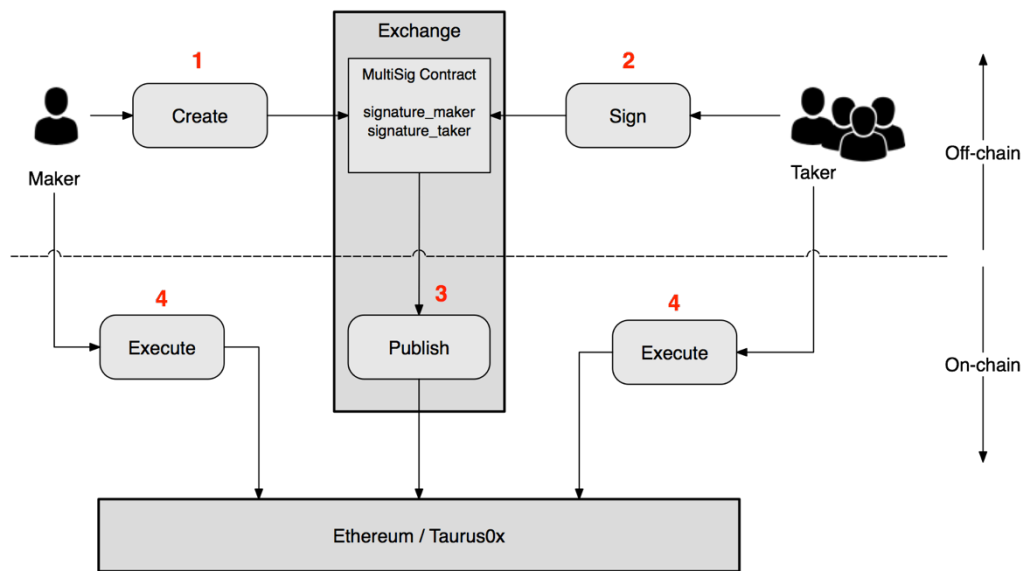 Exchange
1
2
MultiSig Contract
signature_maker
signature_taker
Create
Sign
Off-chain
Maker
Taker
3
4
4
Execute
Publish
Execute
On-chain
Ethereum / Taurus0x